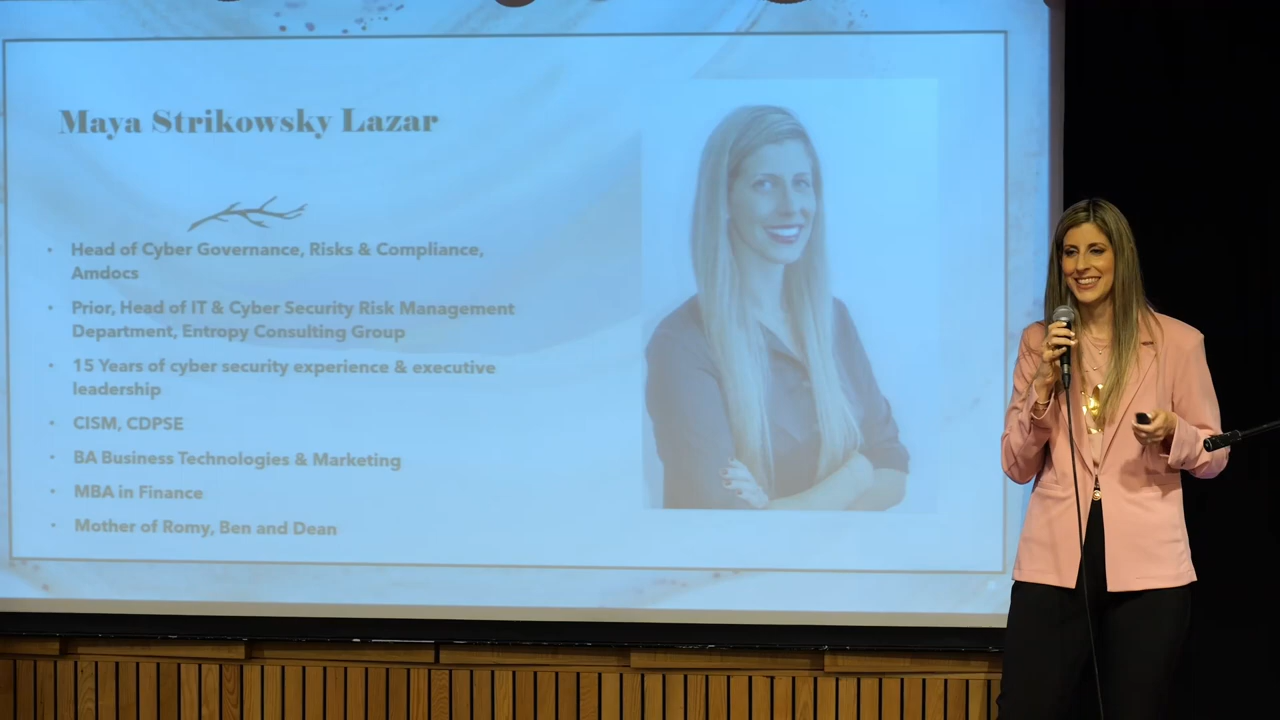 Maya Strikowsky Lazar
• Head of Cyber Governance, Risks & Compliance,
Amdocs
• Prior, Head of IT & Cyber Security Risk Management
Department, Entropy Consulting Group
• 15 Years of cyber security experience & executive
leadership
• CISM, CDPSE
• BA Business Technologies & Marketing
• MBA in Finance
• Mother of Romy, Ben and Dean